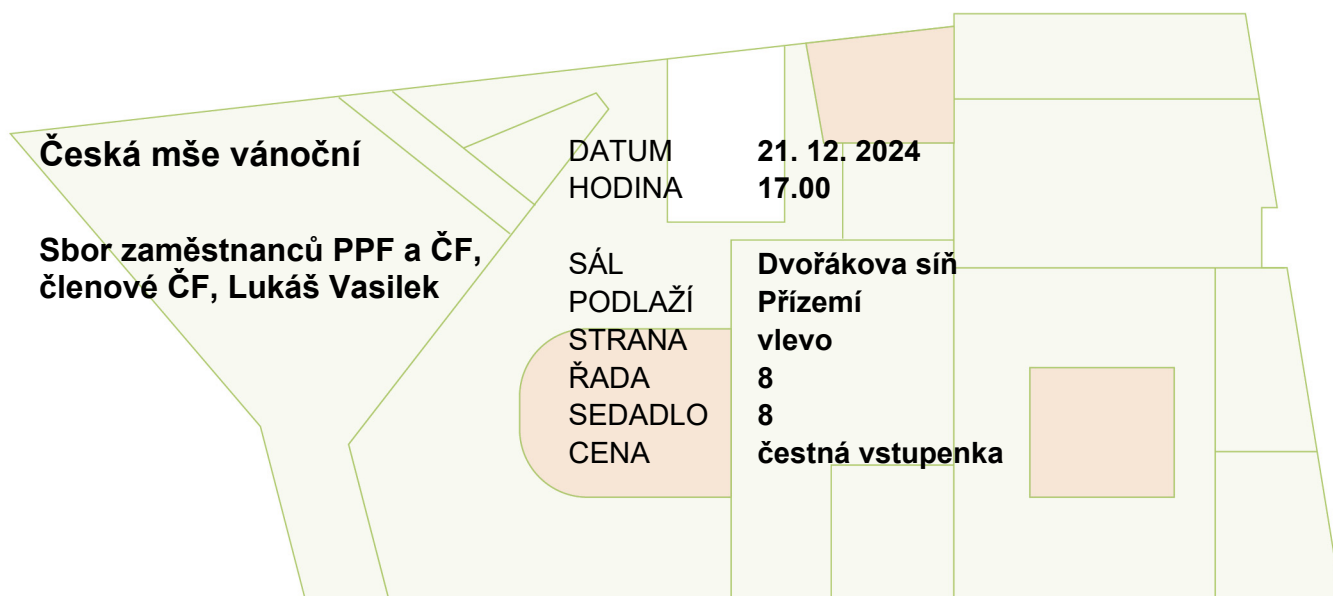 Česká mše vánoční
Sbor zaměstnanců PPF a ČF,
členové ČF, Lukáš Vasilek
DATUM 21. 12. 2024
HODINA 17.00
SÁL Dvořákova síň
PODLAŽÍ Přízemí
STRANA vlevo
ŘADA 8
SEDADLO 8
CENA čestná vstupenka